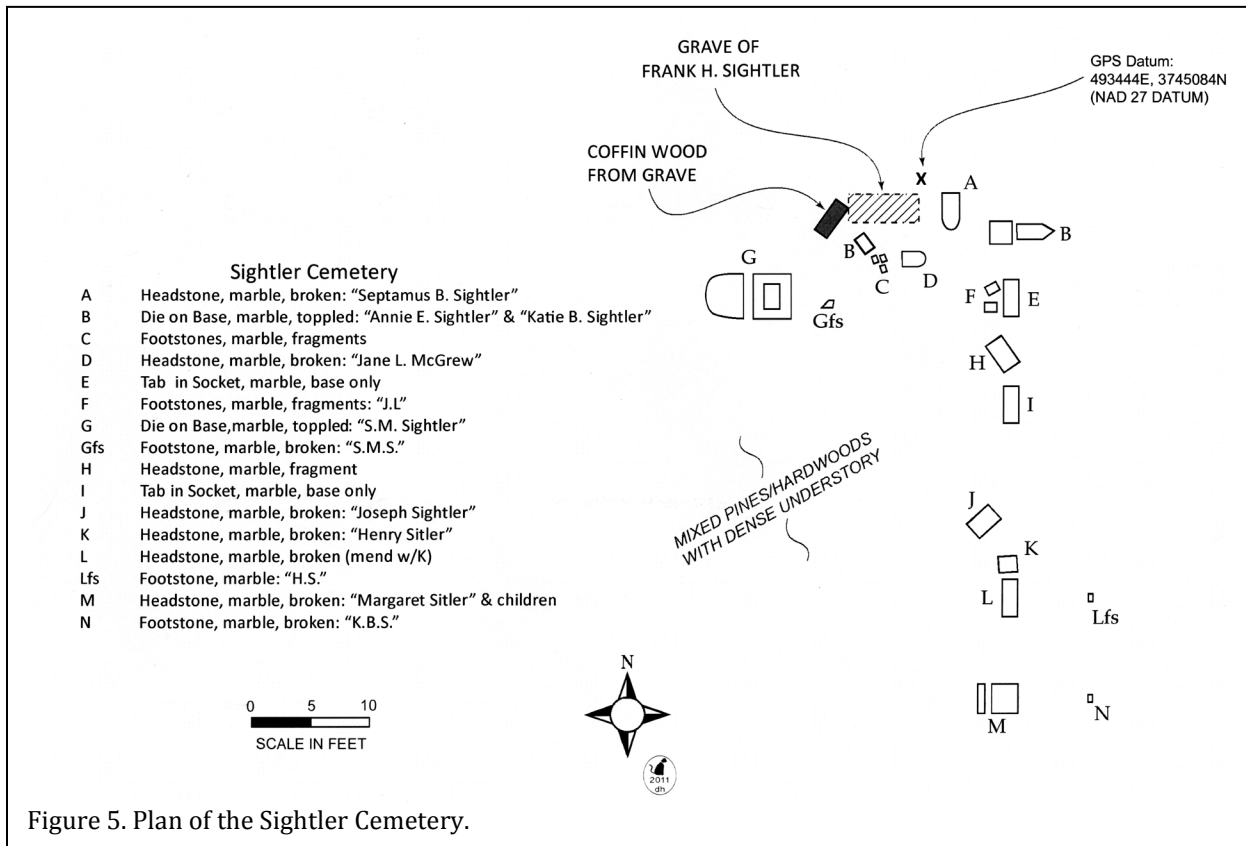 GRAVE OF
FRANK H. SIGHTLER
GPS Datum:
493444E, 3745084N
(NAD 27 DATUM)
COFFIN WOOD
FROM GRAVE
X
A
B
B
C
D
G
Gfs
F
E
H
I
Sightler Cemetery
A Headstone, marble, broken: “Septamus B. Sightler”
B Die on Base, marble, toppled: “Annie E. Sightler” & “Katie B. Sightler”
C Footstones, marble, fragments
D Headstone, marble, broken: “Jane L. McGrew”
E Tab in Socket, marble, base only
F Footstones, marble, fragments: “J.L”
G Die on Base,marble, toppled: “S.M. Sightler”
Gfs Footstone, marble, broken: “S.M.S.”
H Headstone, marble, fragment
I Tab in Socket, marble, base only
J Headstone, marble, broken: “Joseph Sightler”
K Headstone, marble, broken: “Henry Sitler”
L Headstone, marble, broken (mend w/K)
Lfs Footstone, marble: “H.S.”
M Headstone, marble, broken: “Margaret Sitler” & children
N Footstone, marble, broken: “K.B.S.”
MIXED PINES/HARDWOODS
WITH DENSE UNDERSTORY
J
K
L
Lfs
M
N
N
0 5 10
SCALE IN FEET
2011
dh
Figure 5. Plan of the Sightler Cemetery.